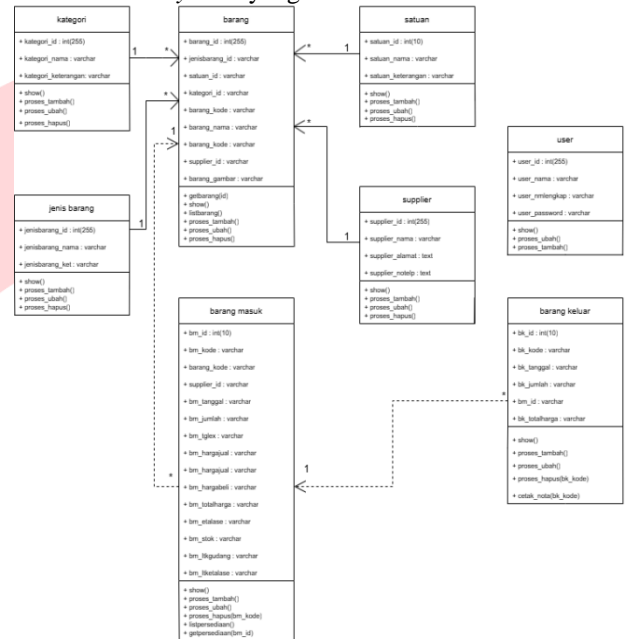 kategori
+ kategori_id : int(255)
+ kategori_nama : varchar
+ kategori_keterangan: varchar
+ show()
+ proses_tambah()
+ proses_ubah()
+ proses_hapus()
1
*
barang
+ barang_id : int(255)
+ jenisbarang_id : varchar
+ satuan_id : varchar
+ kategori_id : varchar
+ barang_kode : varchar
+ barang_nama : varchar
+ barang_kode : varchar
+ supplier_id : varchar
+ barang_gambar : varchar
+ getbarang(id)
+ show()
+ listbarang()
+ proses_tambah()
+ proses_ubah()
+ proses_hapus()
*
1
satuan
+ satuan_id : int(10)
+ satuan_nama : varchar
+ satuan_keterangan : varchar
+ show()
+ proses_tambah()
+ proses_ubah()
+ proses_hapus()
*
1
*
user
+ user_id : int(255)
+ user_nama : varchar
+ user_nmlengkap : varchar
+ user_password : varchar
+ show()
+ proses_ubah()
+ proses_tambah()
jenis barang
+ jenisbarang_id : int(255)
+ jenisbarang_nama : varchar
+ jenisbarang_ket : varchar
+ show()
+ proses_tambah()
+ proses_ubah()
+ proses_hapus()
1
1
supplier
+ supplier_id : int(255)
+ supplier_nama : varchar
+ supplier_alamat : text
+ supplier_notelp : text
+ show()
+ proses_tambah()
+ proses_ubah()
+ proses_hapus()
barang masuk
+ bm_id : int(10)
+ bm_kode : varchar
+ barang_kode : varchar
+ supplier_id : varchar
+ bm_tanggal : varchar
+ bm_jumlah : varchar
+ bm_tglex : varchar
+ bm_hargajual : varchar
+ bm_hargajual : varchar
+ bm_hargabeli : varchar
+ bm_totalharga : varchar
+ bm_etalase : varchar
+ bm_stok : varchar
+ bm_ttkgudang : varchar
+ bm_ttketalase : varchar
+ show()
+ proses_tambah()
+ proses_ubah()
+ proses_hapus(bm_kode)
+ listpersediaan()
+ getpersediaan(bm_id)
*
1
*
barang keluar
+ bk_id : int(10)
+ bk_kode : varchar
+ bk_tanggal : varchar
+ bk_jumlah : varchar
+ bm_id : varchar
+ bk_totalharga : varchar
+ show()
+ proses_tambah()
+ proses_ubah()
+ proses_hapus(bk_kode)
+ cetak_nota(bk_kode)